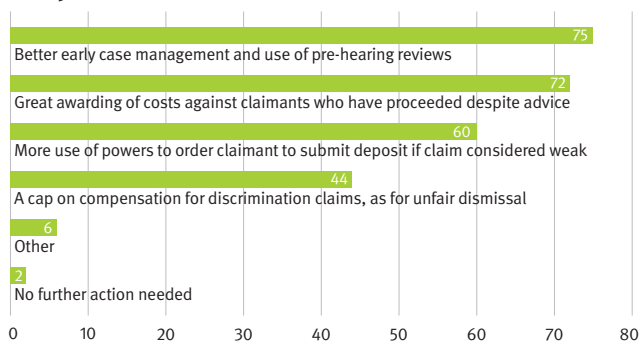 75
Better early case management and use of pre-hearing reviews
72
Great awarding of costs against claimants who have proceeded despite advice
60
More use of powers to order claimant to submit deposit if claim considered weak
44
A cap on compensation for discrimination claims, as for unfair dismissal
6
Other
2
No further action needed
0 10 20 30 40 50 60 70 80